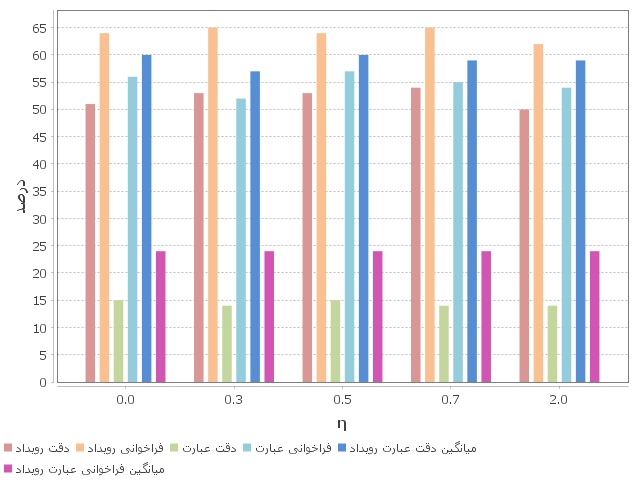 65
60
55
50
45
40
35
30
25
20
15
10
5
0
درصد
0.0 0.3 0.5 0.7 2.0
η
دقت رویداد فراخوانی رویداد دقت عبارت فراخوانی عبارت میانگین دقت عبارت رویداد
میانگین فراخوانی عبارت رویداد